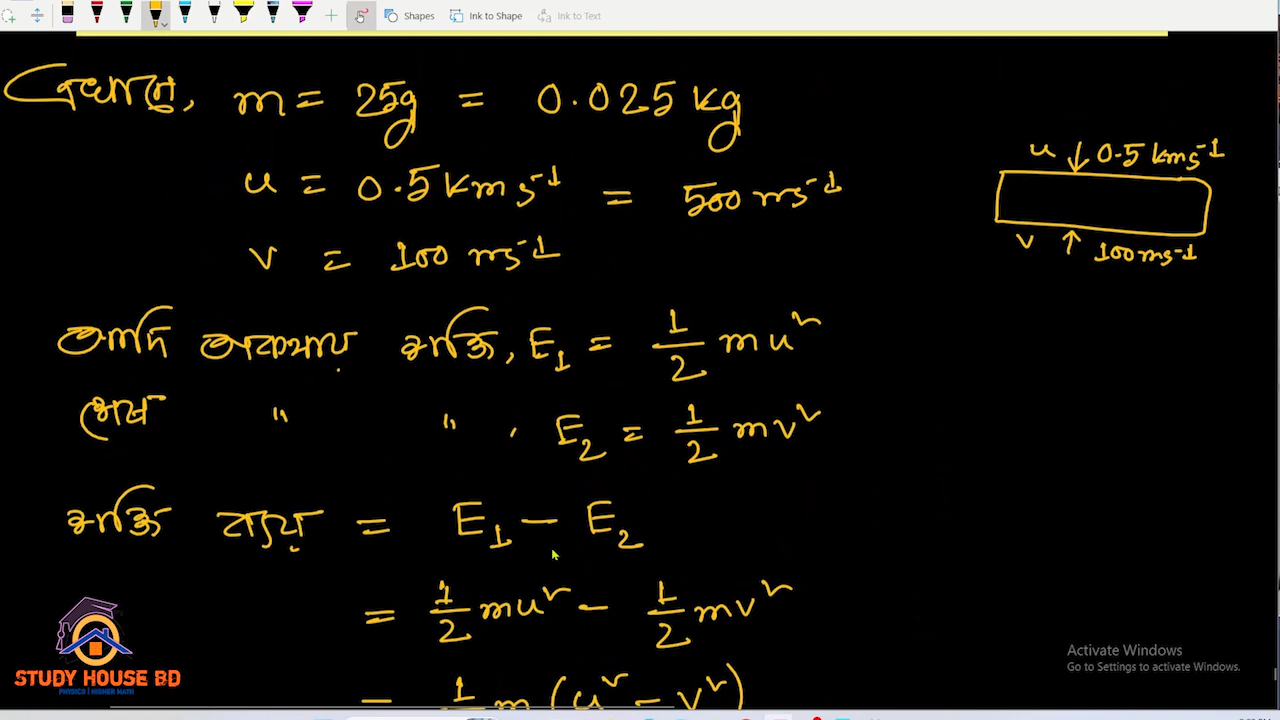 Shapes Ink to Shape Ink to Text
এখানে, m = 25g = 0.025 kg
u = 0.5 kms⁻¹ = 500 ms⁻¹
v = 100 ms⁻¹
u ↓ 0.5 kms⁻¹
v ↑ 100 ms⁻¹
আদি অবস্থায় শক্তি, E₁ = 1/2 mu²
শেষ " " , E₂ = 1/2 mv²
শক্তি ব্যয় = E₁ − E₂
= 1/2 mu² − 1/2 mv²
= 1/2 m (u² − v²)
STUDY HOUSE BD
PHYSICS | HIGHER MATH
Activate Windows
Go to Settings to activate Windows.